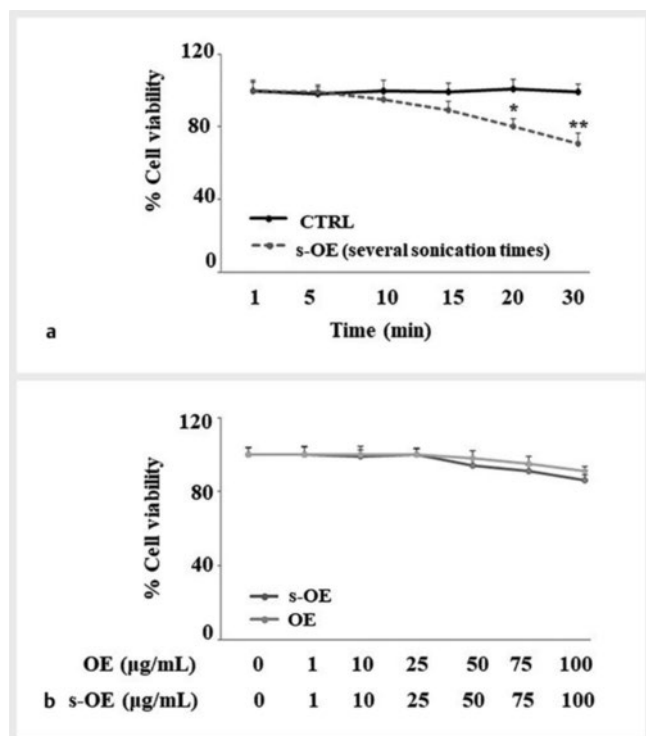 120
80
40
0
% Cell viability
*
**
CTRL
s-OE (several sonication times)
1 5 10 15 20 30
Time (min)
a
120
80
40
0
% Cell viability
s-OE
OE
OE (µg/mL) 0 1 10 25 50 75 100
b s-OE (µg/mL) 0 1 10 25 50 75 100